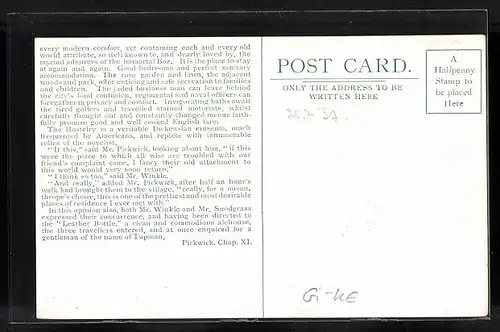 every modern comfort, yet containing each and every old
world attribute, so well known to, and dearly loved by, the
myriad admirers of the immortal Boz. It is the place to stay
at again and again. Good bedrooms and perfect sanitary
accommodation. The rose garden and lawn, the adjacent
woods and park, offer enticing and safe recreation to families
and children. The jaded business man can leave behind
the city's loud confusion, regimental and naval officers can
foregather in privacy and comfort. Invigorating baths await
the tired golfers and travelled stained motorists, whilst
carefully thought out and constantly changed menus faith-
fully promise good and well cooked English fare.
The Hostelry is a veritable Dickensian museum, much
frequented by Americans, and replete with innumerable
relics of the novelist.
"If this," said Mr. Pickwick, looking about him, "if this
were the place to which all who are troubled with our
friend's complaint came, I fancy their old attachment to
this world would very soon return."
"I think so too," said Mr. Winkle.
"And really," added Mr. Pickwick, after half an hour's
walk had brought them to the village, "really, for a misan-
thrope's choice, this is one of the prettiest and most desirable
places of residence I ever met with."
In this opinion also, both Mr. Winkle and Mr. Snodgrass
expressed their concurrence, and having been directed to
the "Leather Bottle," a clean and commodious alehouse,
the three travellers entered, and at once enquired for a
gentleman of the name of Tupman.
Pickwick, Chap. XI.
POST CARD.
ONLY THE ADDRESS TO BE
WRITTEN HERE
A
Halfpenny
Stamp to
be placed
Here
Gi-KE